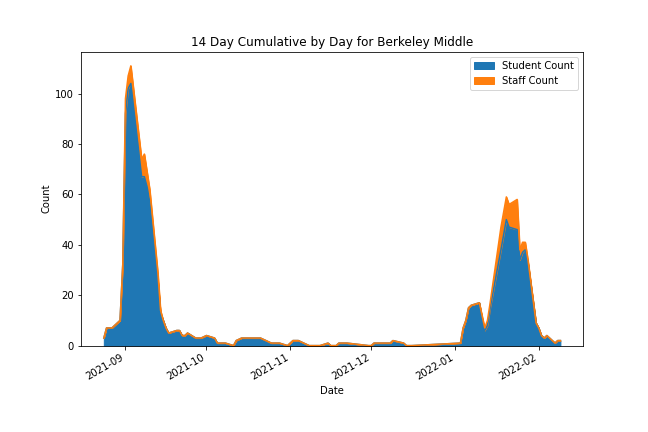 14 Day Cumulative by Day for Berkeley Middle
Student Count
Staff Count
100
80
60
40
20
0
Count
2021-09
2021-10
2021-11
2021-12
2022-01
2022-02
Date